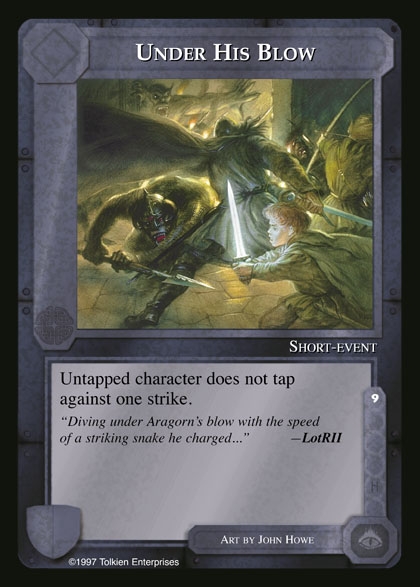 UNDER HIS BLOW
SHORT-EVENT
Untapped character does not tap
against one strike.
“Diving under Aragorn’s blow with the speed
of a striking snake he charged...” —LotRII
9
H
ART BY JOHN HOWE
©1997 Tolkien Enterprises